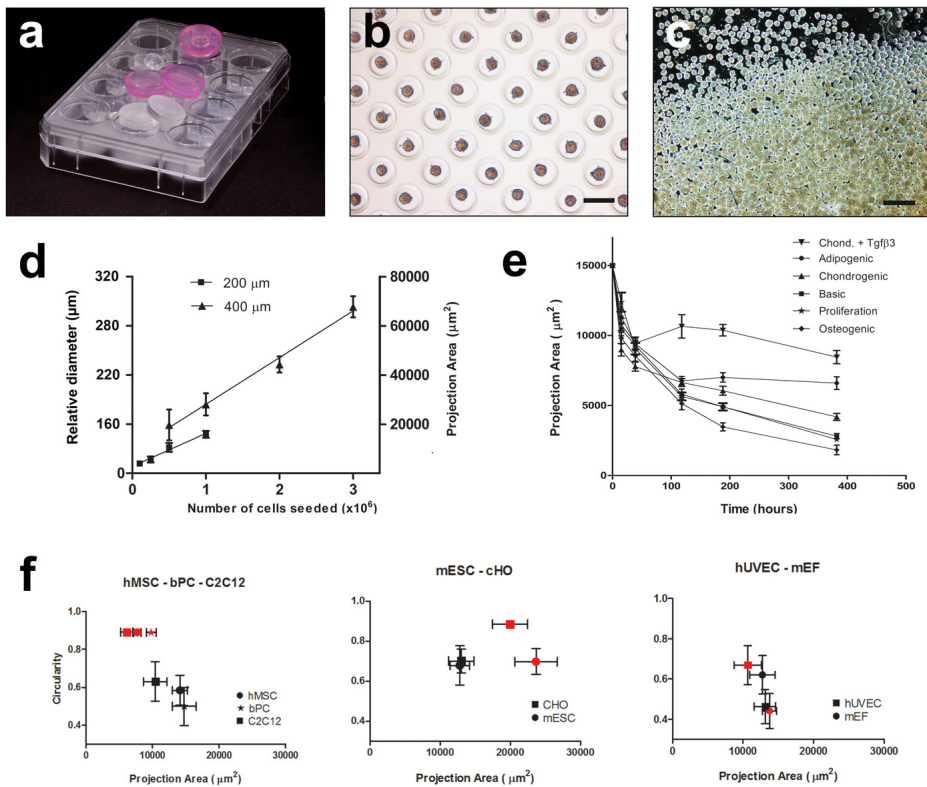 a
b
c
d
320
280
220
160
0
Relative diameter (µm)
200 µm
400 µm
80000
60000
40000
20000
0
Projection Area (µm²)
0
1
2
3
Number of cells seeded (x10⁶)
e
15000
10000
5000
0
Projection Area ( µm²)
Chond. + Tgfβ3
Adipogenic
Chondrogenic
Basic
Proliferation
Osteogenic
0
100
200
300
400
500
Time (hours)
f
hMSC - bPC - C2C12
1.0
0.8
0.6
0.4
Circularity
hMSC
bPC
C2C12
0
10000
20000
30000
Projection Area ( µm²)
mESC - cHO
1.0
0.8
0.6
0.4
CHO
mESC
0
10000
20000
30000
Projection Area ( µm²)
hUVEC - mEF
1.0
0.8
0.6
0.4
hUVEC
mEF
0
10000
20000
30000
Projection Area ( µm²)